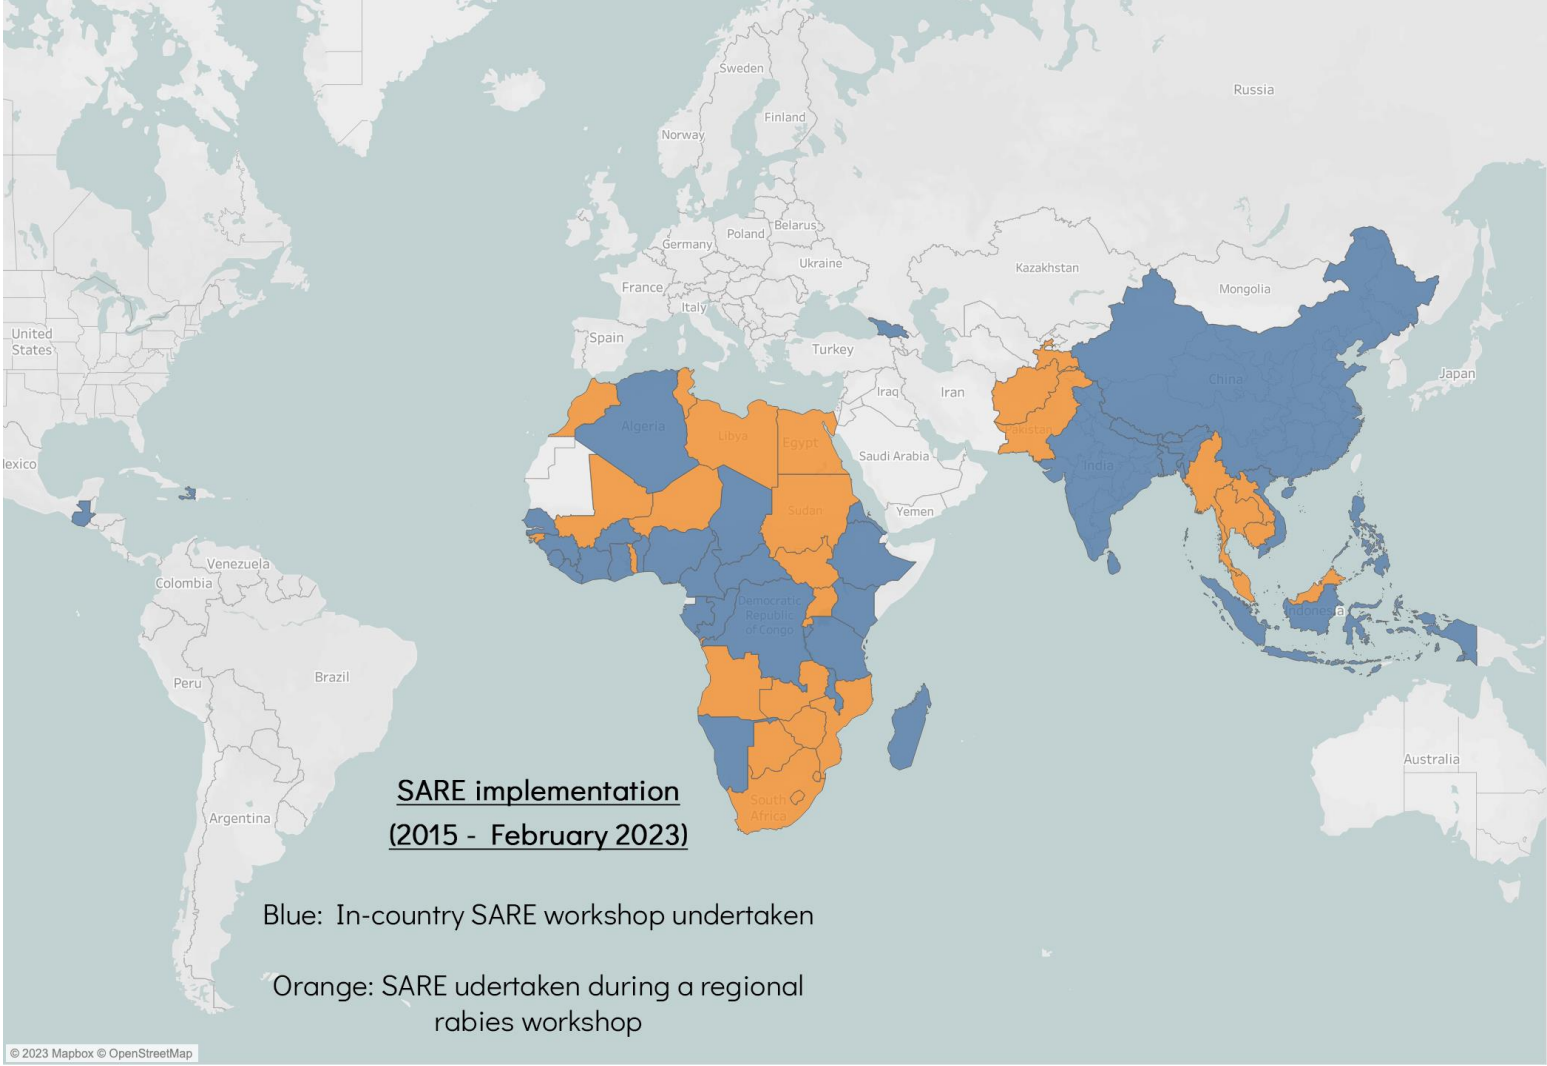 Sweden
Russia
Finland
Norway
Belarus
Poland
Germany
Ukraine
Kazakhstan
France
Mongolia
Italy
United
States
Spain
Turkey
Japan
China
Iraq
Iran
Algeria
Pakistan
Libya
Egypt
Saudi Arabia
India
exico
Sudan
Yemen
Venezuela
Colombia
Democratic
Republic
of Congo
Indonesia
Peru
Brazil
Australia
South
Africa
Argentina
SARE implementation
(2015 - February 2023)
Blue: In-country SARE workshop undertaken
Orange: SARE udertaken during a regional
rabies workshop
© 2023 Mapbox © OpenStreetMap